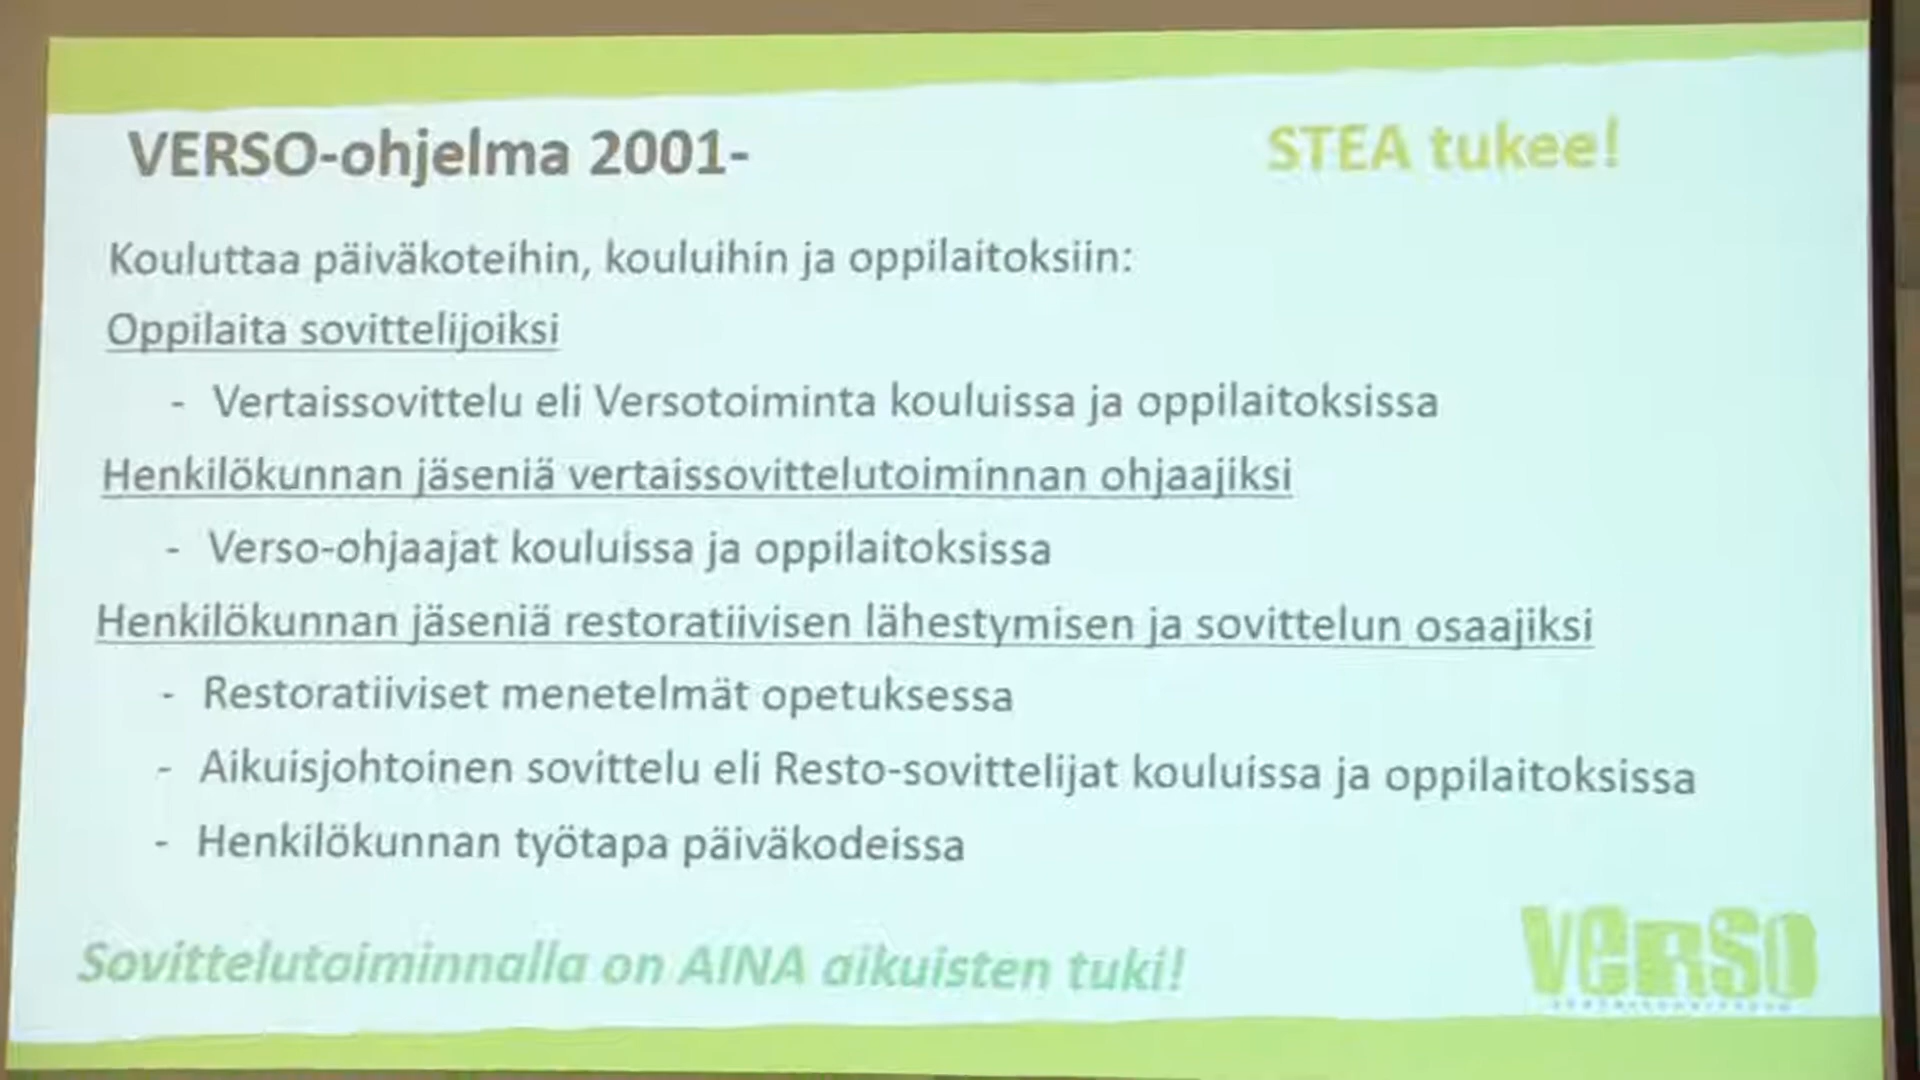 VERSO-ohjelma 2001-
STEA tukee!
Kouluttaa päiväkoteihin, kouluihin ja oppilaitoksiin:
Oppilaita sovittelijoiksi
- Vertaissovittelu eli Versotoiminta kouluissa ja oppilaitoksissa
Henkilökunnan jäseniä vertaissovittelutoiminnan ohjaajiksi
- Verso-ohjaajat kouluissa ja oppilaitoksissa
Henkilökunnan jäseniä restoratiivisen lähestymisen ja sovittelun osaajiksi
- Restoratiiviset menetelmät opetuksessa
- Aikuisjohtoinen sovittelu eli Resto-sovittelijat kouluissa ja oppilaitoksissa
- Henkilökunnan työtapa päiväkodeissa
Sovittelutoiminnalla on AINA aikuisten tuki!
verso